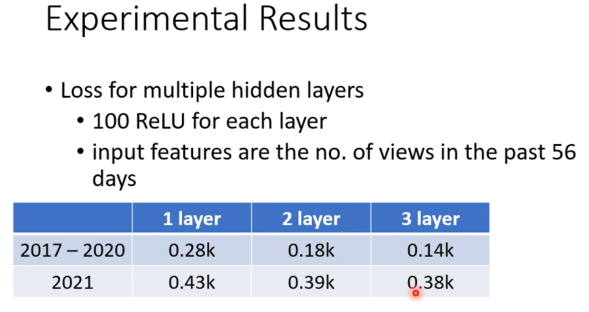 Experimental Results
• Loss for multiple hidden layers
• 100 ReLU for each layer
• input features are the no. of views in the past 56
days
1 layer 2 layer 3 layer
2017 – 2020 0.28k 0.18k 0.14k
2021 0.43k 0.39k 0.38k